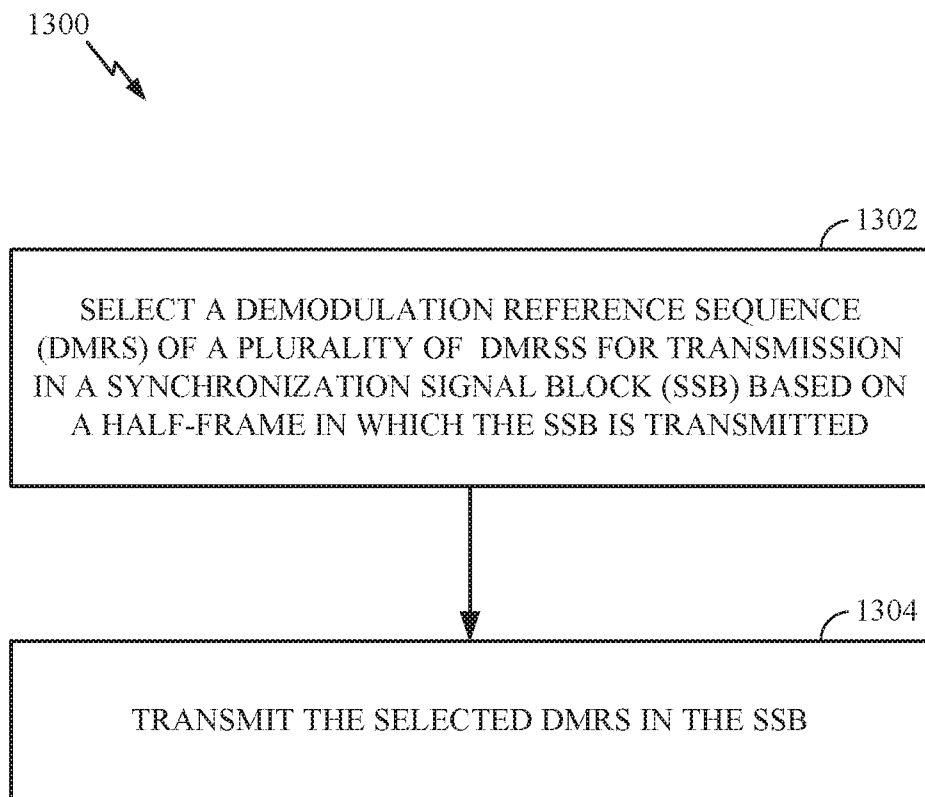 1300
1302
SELECT A DEMODULATION REFERENCE SEQUENCE
(DMRS) OF A PLURALITY OF DMRSS FOR TRANSMISSION
IN A SYNCHRONIZATION SIGNAL BLOCK (SSB) BASED ON
A HALF-FRAME IN WHICH THE SSB IS TRANSMITTED
1304
TRANSMIT THE SELECTED DMRS IN THE SSB